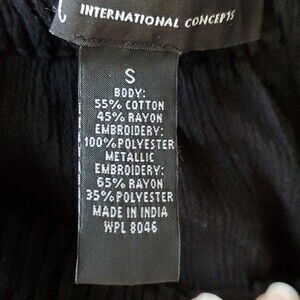 INTERNATIONAL CONCEPTS
S
BODY:
55% COTTON
45% RAYON
EMBROIDERY:
100% POLYESTER
METALLIC
EMBROIDERY:
65% RAYON
35% POLYESTER
MADE IN INDIA
WPL 8046